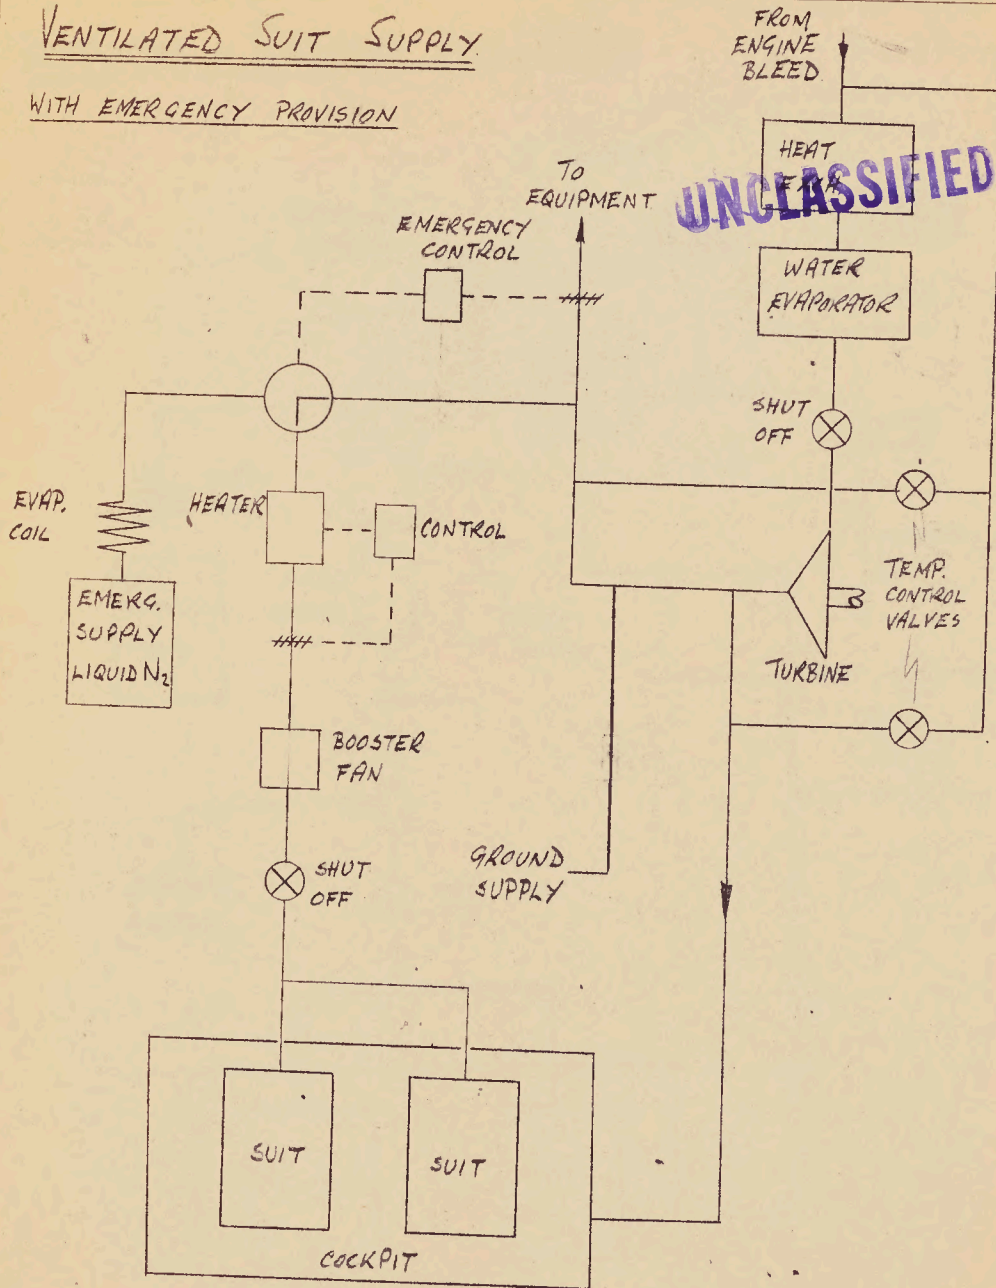 VENTILATED SUIT SUPPLY
WITH EMERGENCY PROVISION
FROM
ENGINE
BLEED
HEAT
EXCH
UNCLASSIFIED
TO
EQUIPMENT
EMERGENCY
CONTROL
WATER
EVAPORATOR
SHUT
OFF
EVAP.
COIL
HEATER
CONTROL
TEMP.
CONTROL
VALVES
EMERG.
SUPPLY
LIQUID N₂
TURBINE
BOOSTER
FAN
GROUND
SUPPLY
SHUT
OFF
SUIT
SUIT
COCKPIT